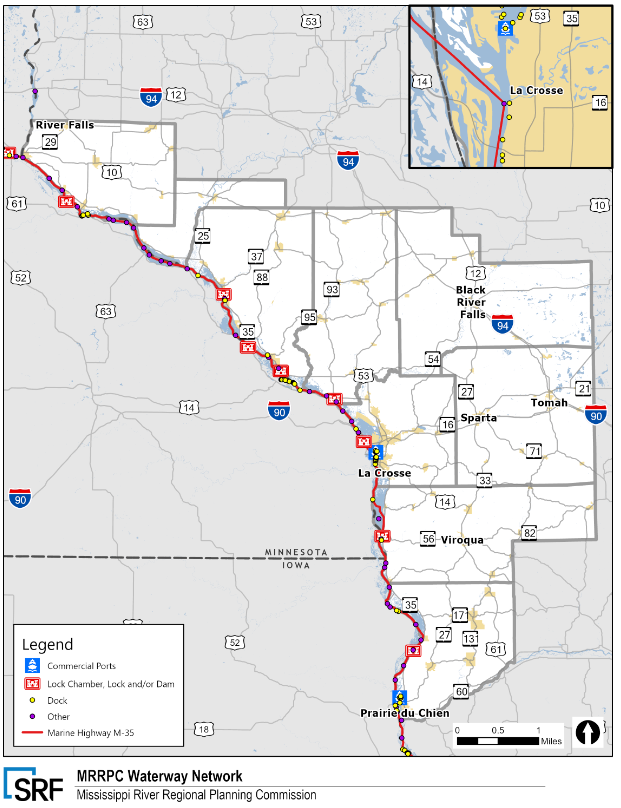 63
53
53
35
94
12
14
La Crosse
16
River Falls
29
94
10
61
10
25
37
52
88
12
93
Black
River
Falls
63
95
94
35
54
53
27
21
14
90
Tomah
90
16
Sparta
La Crosse
71
33
90
14
82
56
Viroqua
MINNESOTA
IOWA
35
171
27
131
52
61
60
18
Prairie du Chien
Legend
Commercial Ports
Lock Chamber, Lock and/or Dam
Dock
Other
Marine Highway M-35
0 0.5 1
Miles
SRF
MRRPC Waterway Network
Mississippi River Regional Planning Commission